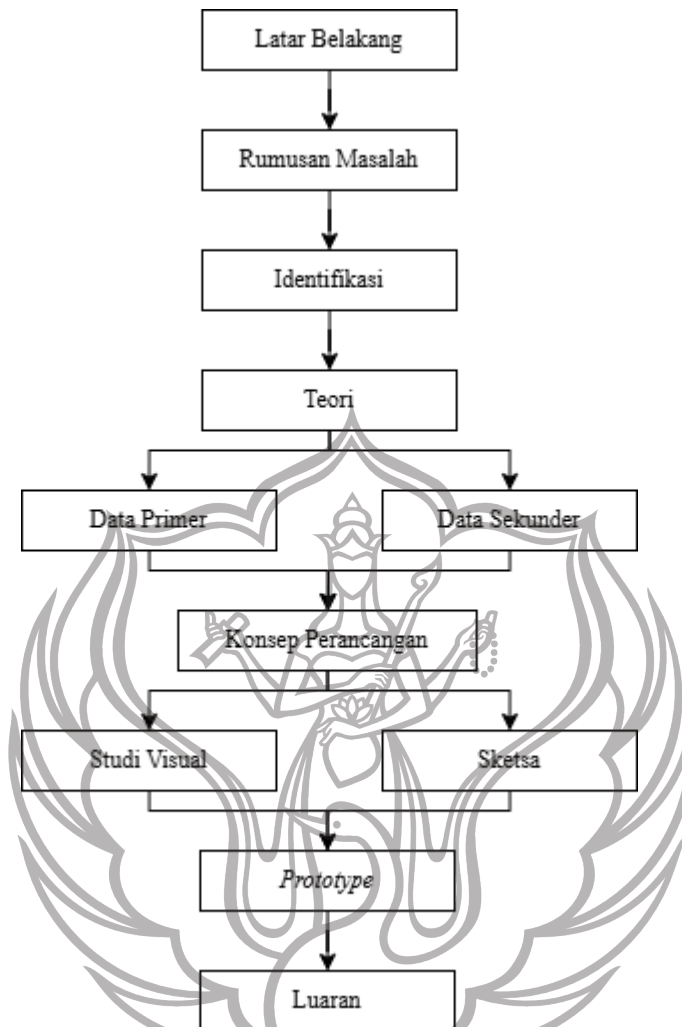 Latar Belakang
Rumusan Masalah
Identifikasi
Teori
Data Primer
Data Sekunder
Konsep Perancangan
Studi Visual
Sketsa
Prototype
Luaran